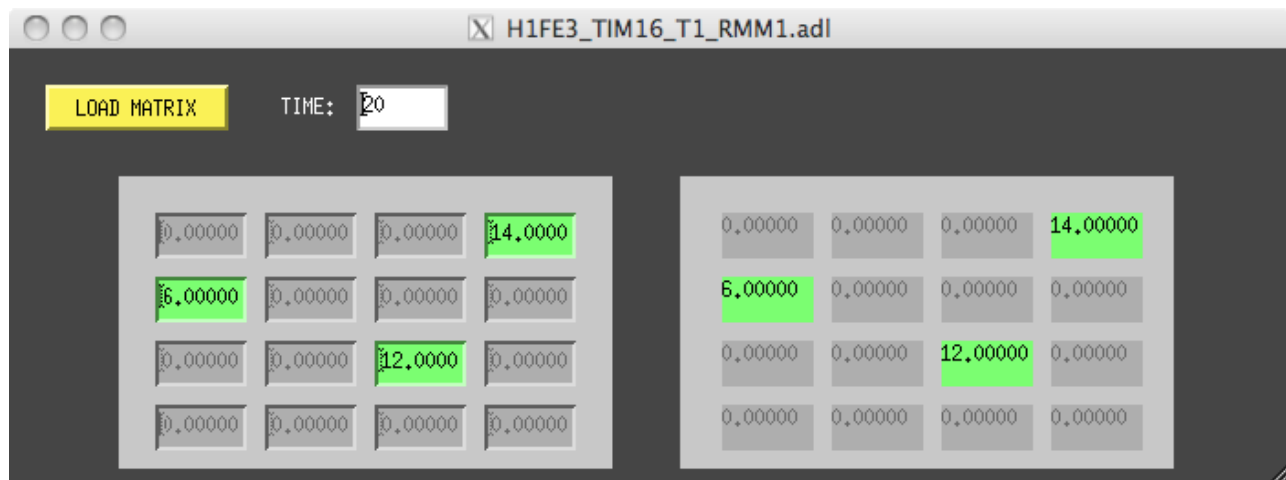 H1FE3_TIM16_T1_RMM1.adl
LOAD MATRIX TIME: 20
0.00000 0.00000 0.00000 14.0000 0.00000 0.00000 0.00000 14.00000
6.00000 0.00000 0.00000 0.00000 6.00000 0.00000 0.00000 0.00000
0.00000 0.00000 12.0000 0.00000 0.00000 0.00000 12.00000 0.00000
0.00000 0.00000 0.00000 0.00000 0.00000 0.00000 0.00000 0.00000